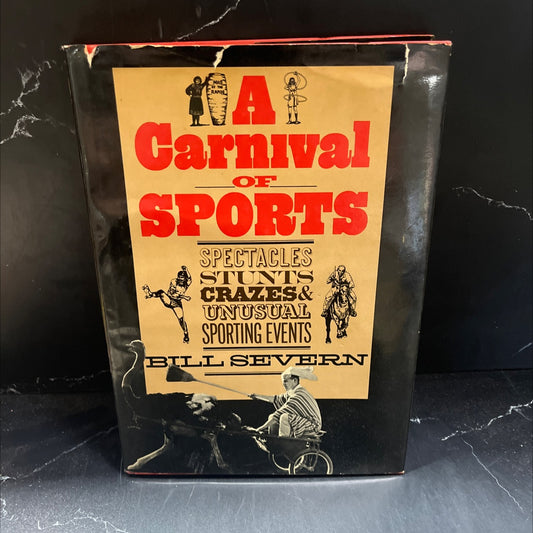 A
Carnival
OF
SPORTS
SPECTACLES
STUNTS
CRAZES &
UNUSUAL
SPORTING EVENTS
BILL SEVERN